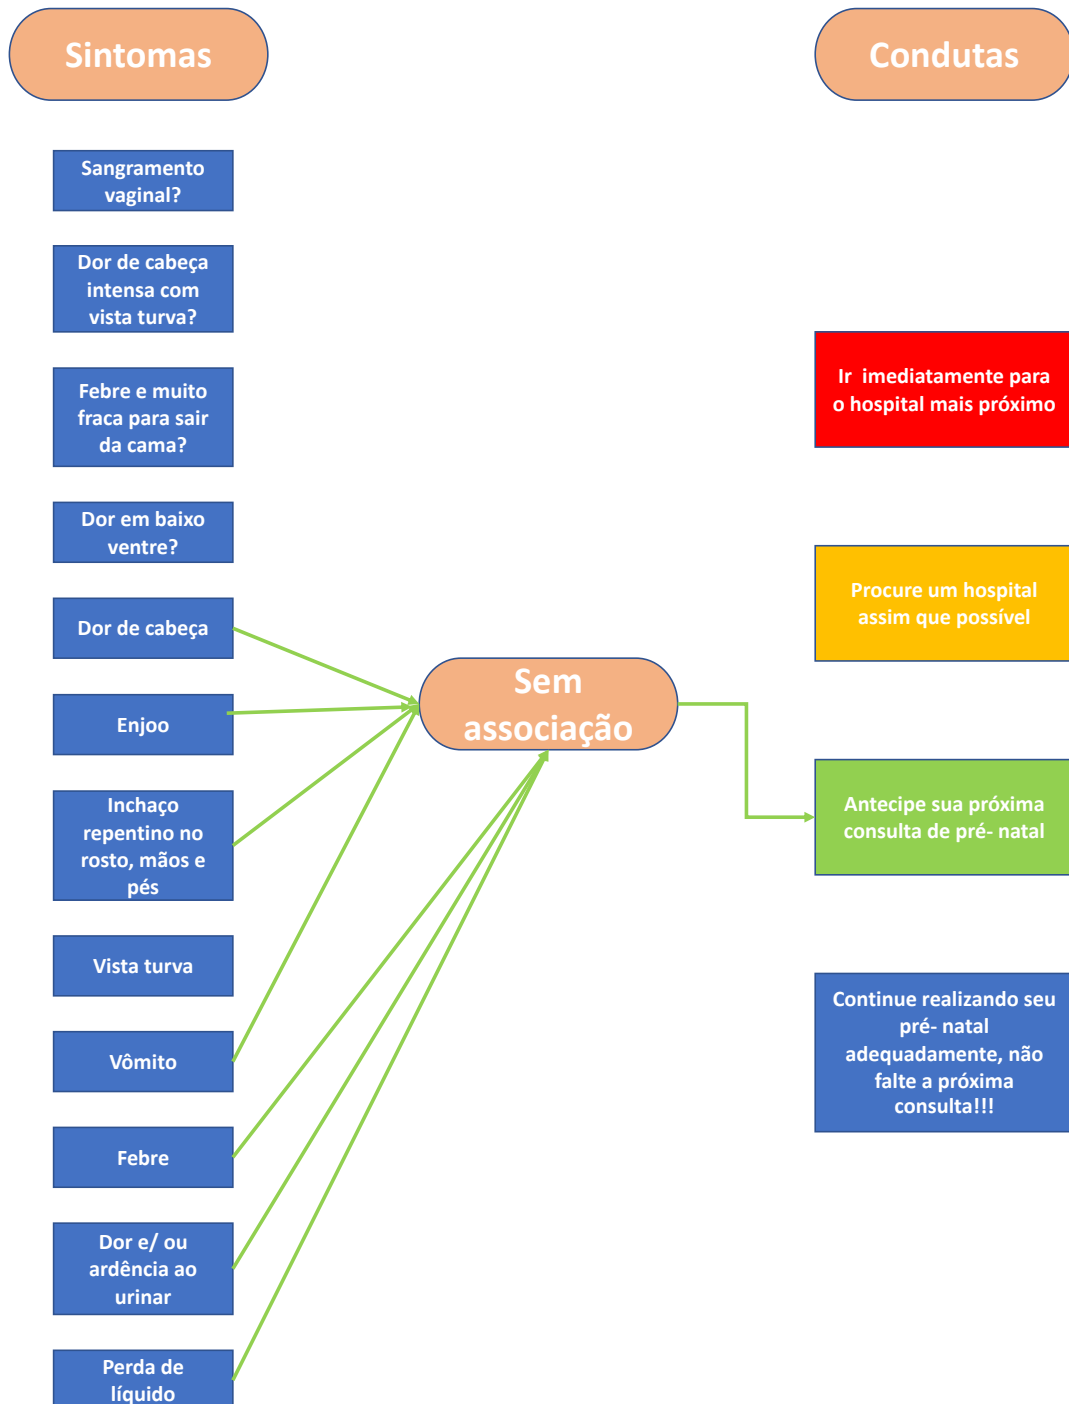 Sintomas
Condutas
Sangramento
vaginal?
Dor de cabeça
intensa com
vista turva?
Febre e muito
fraca para sair
da cama?
Dor em baixo
ventre?
Dor de cabeça
Enjoo
Inchaço
repentino no
rosto, mãos e
pés
Vista turva
Vômito
Febre
Dor e/ ou
ardência ao
urinar
Perda de
líquido
Sem
associação
Ir  imediatamente para
o hospital mais próximo
Procure um hospital
assim que possível
Antecipe sua próxima
consulta de pré- natal
Continue realizando seu
pré- natal
adequadamente, não
falte a próxima
consulta!!!